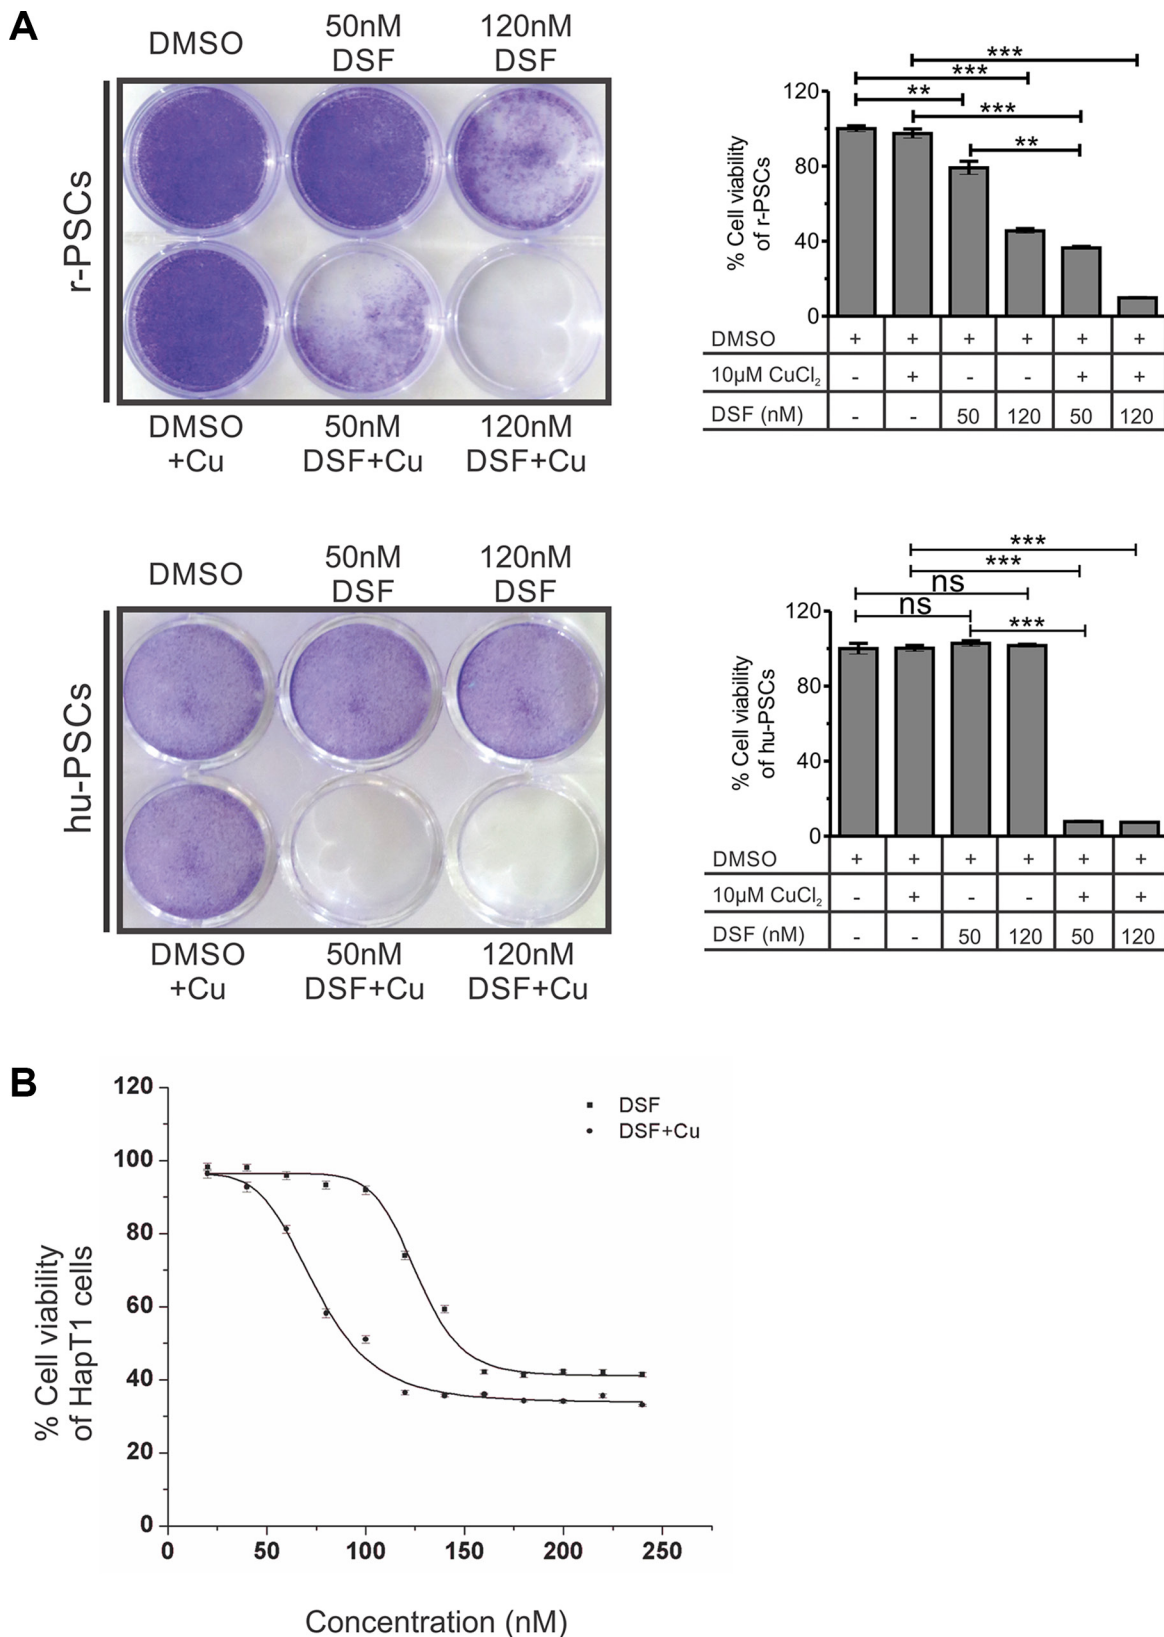 A
DMSO
50nM
DSF
120nM
DSF
r-PSCs
DMSO
+Cu
50nM
DSF+Cu
120nM
DSF+Cu
***
***
**
***
**
120
80
40
0
% Cell viability
of r-PSCs
DMSO + + + + + +
10µM CuCl2 - + - - + +
DSF (nM) - - 50 120 50 120
DMSO
50nM
DSF
120nM
DSF
hu-PSCs
DMSO
+Cu
50nM
DSF+Cu
120nM
DSF+Cu
***
***
ns
ns
***
120
80
40
0
% Cell viability
of hu-PSCs
DMSO + + + + + +
10µM CuCl2 - + - - + +
DSF (nM) - - 50 120 50 120
B
120
100
80
60
40
20
0
% Cell viability
of HapT1 cells
DSF
DSF+Cu
0 50 100 150 200 250
Concentration (nM)